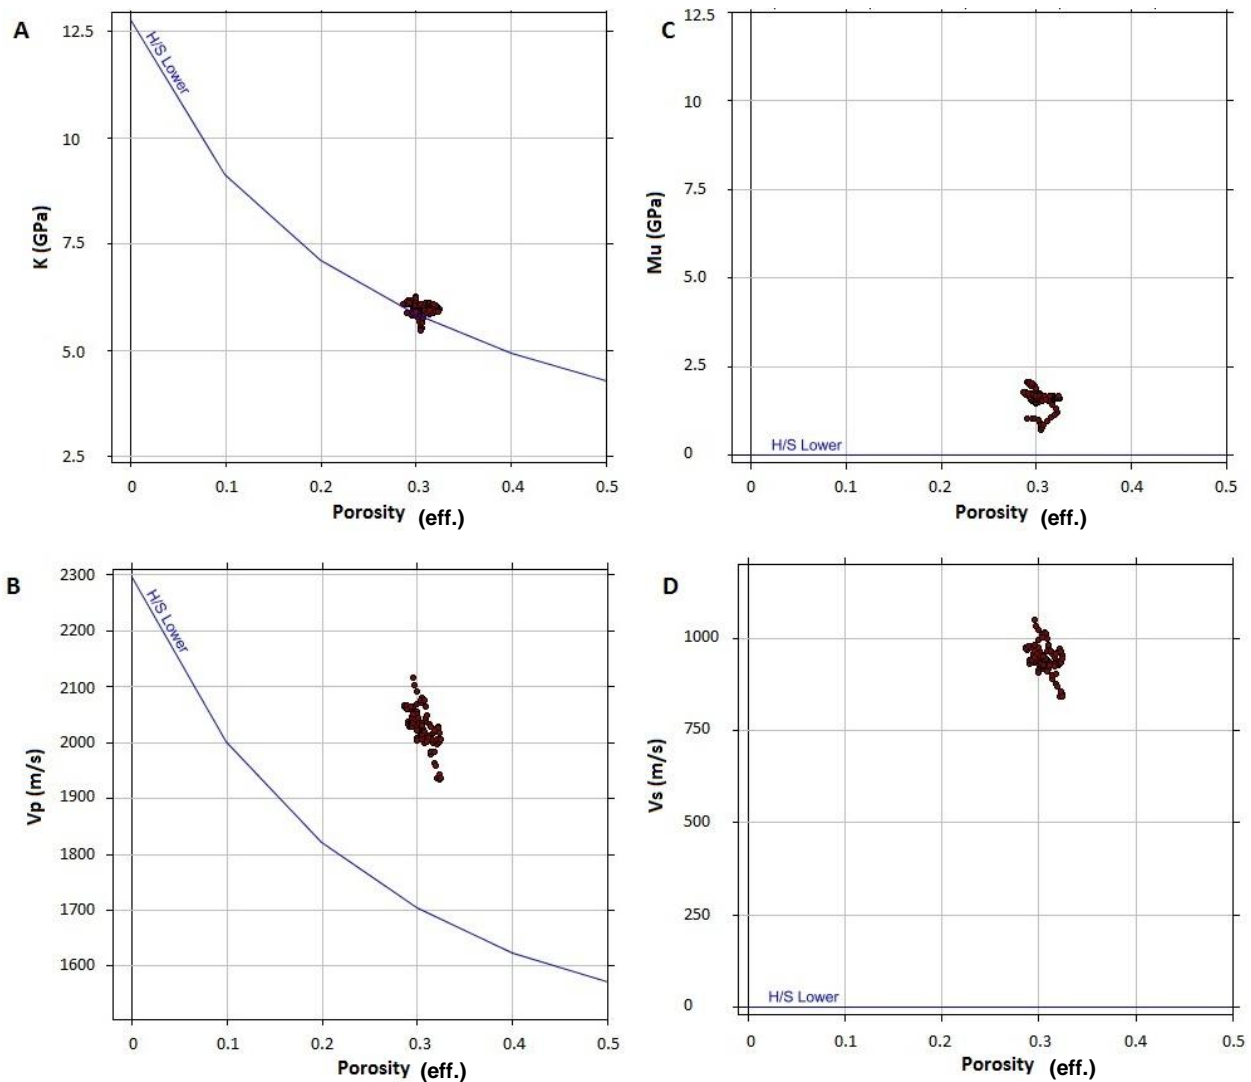 A
K (GPa)
12.5
10
7.5
5.0
2.5
H/S Lower
0 0.1 0.2 0.3 0.4 0.5
Porosity (eff.)
C
Mu (GPa)
12.5
10
7.5
5.0
2.5
0
H/S Lower
0 0.1 0.2 0.3 0.4 0.5
Porosity (eff.)
B
Vp (m/s)
2300
2200
2100
2000
1900
1800
1700
1600
H/S Lower
0 0.1 0.2 0.3 0.4 0.5
Porosity (eff.)
D
Vs (m/s)
1000
750
500
250
0
H/S Lower
0 0.1 0.2 0.3 0.4 0.5
Porosity (eff.)